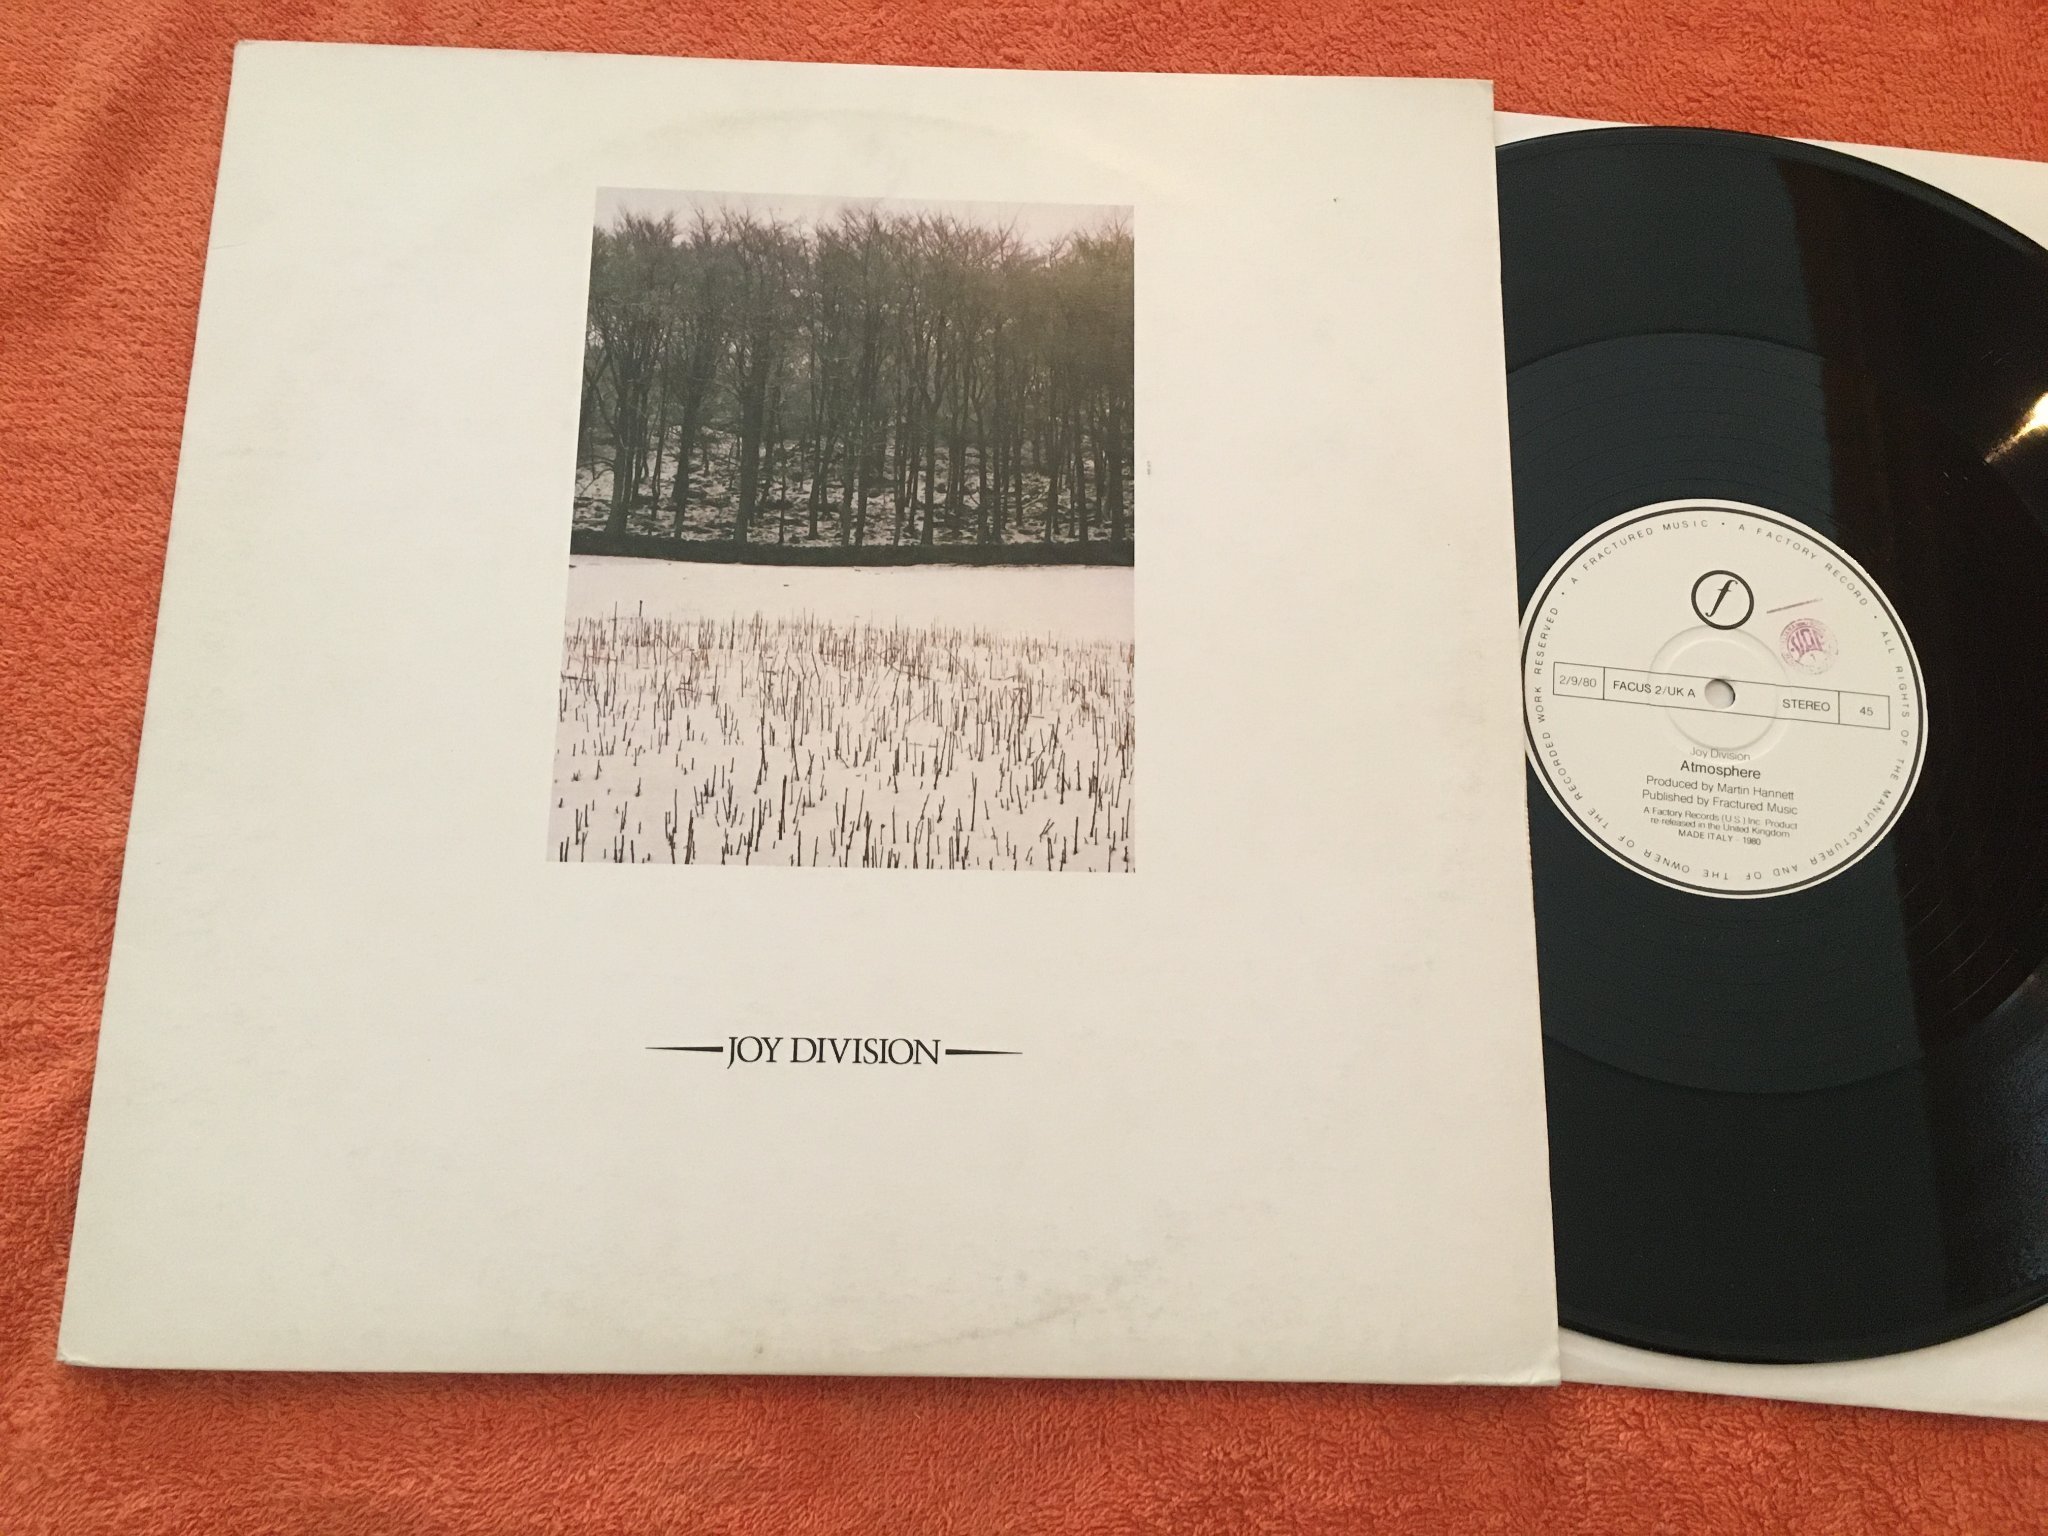 JOY DIVISION
A FRACTURED MUSIC • A FACTORY RECORD • ALL RIGHTS OF THE MANUFACTURER AND OF THE OWNER OF THE RECORDED WORK RESERVED •
f
2/9/80 FACUS 2/UK A STEREO 45
Joy Division
Atmosphere
Produced by Martin Hannett
Published by Fractured Music
A Factory Records (U.S.) Inc. Product
re-released in the United Kingdom
MADE ITALY - 1980